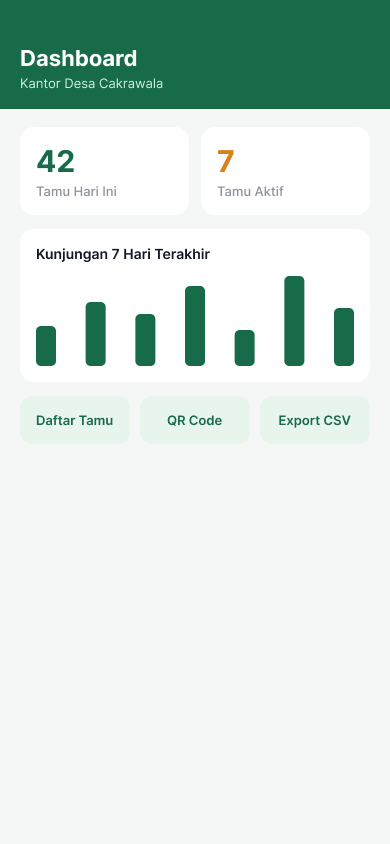 Dashboard
Kantor Desa Cakrawala
42
Tamu Hari Ini
7
Tamu Aktif
Kunjungan 7 Hari Terakhir
Daftar Tamu
QR Code
Export CSV